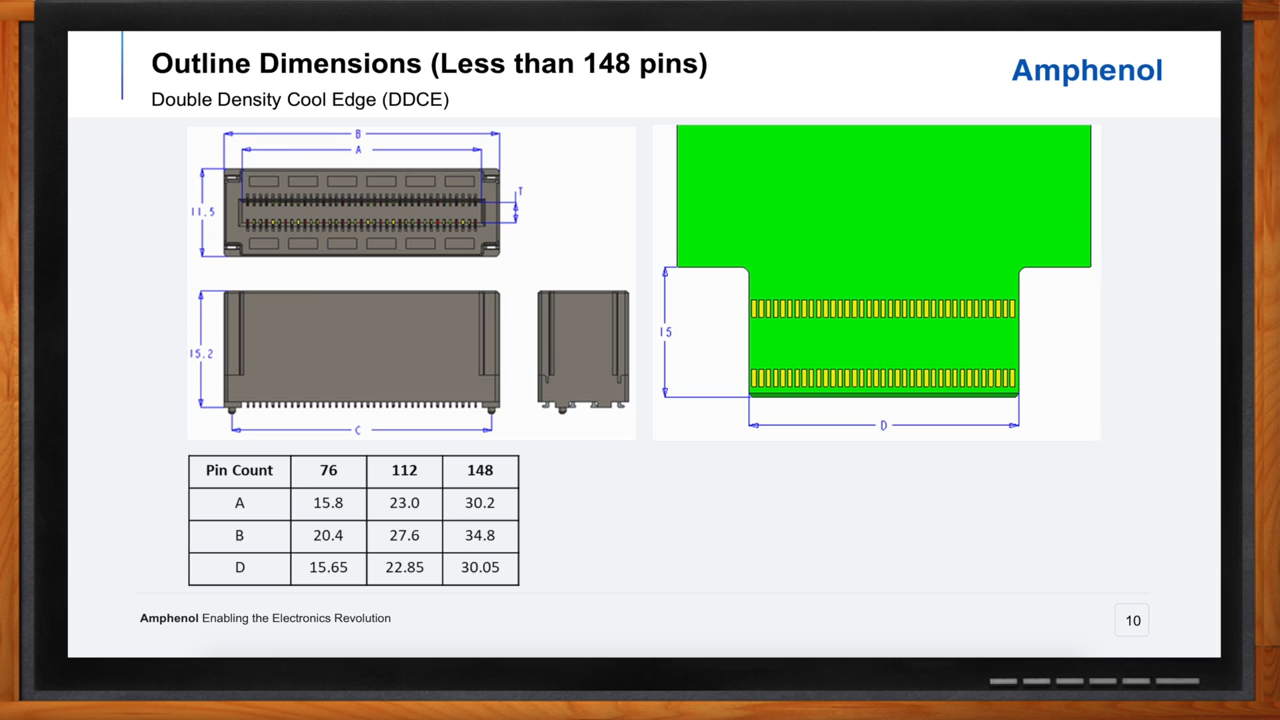 Outline Dimensions (Less than 148 pins)
Double Density Cool Edge (DDCE)
Amphenol
B
A
T
11.5
15.2
C
15
D
Pin Count 76 112 148
A 15.8 23.0 30.2
B 20.4 27.6 34.8
D 15.65 22.85 30.05
Amphenol Enabling the Electronics Revolution
10